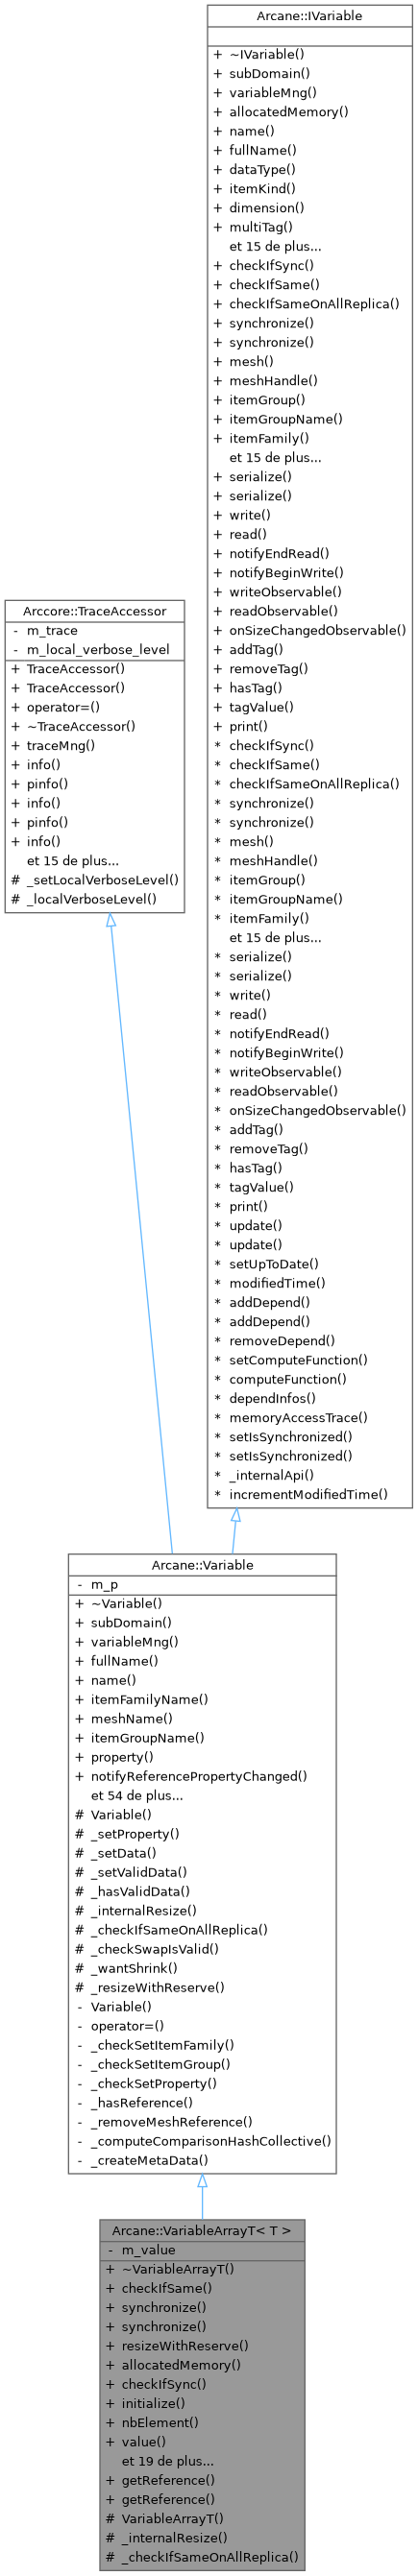 Arcane::IVariable
+ ~IVariable()
+ subDomain()
+ variableMng()
+ allocatedMemory()
+ name()
+ fullName()
+ dataType()
+ itemKind()
+ dimension()
+ multiTag()
et 15 de plus...
+ checkIfSync()
+ checkIfSame()
+ checkIfSameOnAllReplica()
+ synchronize()
+ synchronize()
+ mesh()
+ meshHandle()
+ itemGroup()
+ itemGroupName()
+ itemFamily()
et 15 de plus...
+ serialize()
+ serialize()
+ write()
+ read()
+ notifyEndRead()
+ notifyBeginWrite()
+ writeObservable()
+ readObservable()
+ onSizeChangedObservable()
+ addTag()
+ removeTag()
+ hasTag()
+ tagValue()
+ print()
* checkIfSync()
* checkIfSame()
* checkIfSameOnAllReplica()
* synchronize()
* synchronize()
* mesh()
* meshHandle()
* itemGroup()
* itemGroupName()
* itemFamily()
et 15 de plus...
* serialize()
* serialize()
* write()
* read()
* notifyEndRead()
* notifyBeginWrite()
* writeObservable()
* readObservable()
* onSizeChangedObservable()
* addTag()
* removeTag()
* hasTag()
* tagValue()
* print()
* update()
* update()
* setUpToDate()
* modifiedTime()
* addDepend()
* addDepend()
* removeDepend()
* setComputeFunction()
* computeFunction()
* dependInfos()
* memoryAccessTrace()
* setIsSynchronized()
* setIsSynchronized()
* _internalApi()
* incrementModifiedTime()
Arccore::TraceAccessor
- m_trace
- m_local_verbose_level
+ TraceAccessor()
+ TraceAccessor()
+ operator=()
+ ~TraceAccessor()
+ traceMng()
+ info()
+ pinfo()
+ info()
+ pinfo()
+ info()
et 15 de plus...
# _setLocalVerboseLevel()
# _localVerboseLevel()
Arcane::Variable
- m_p
+ ~Variable()
+ subDomain()
+ variableMng()
+ fullName()
+ name()
+ itemFamilyName()
+ meshName()
+ itemGroupName()
+ property()
+ notifyReferencePropertyChanged()
et 54 de plus...
# Variable()
# _setProperty()
# _setData()
# _setValidData()
# _hasValidData()
# _internalResize()
# _checkIfSameOnAllReplica()
# _checkSwapIsValid()
# _wantShrink()
# _resizeWithReserve()
- Variable()
- operator=()
- _checkSetItemFamily()
- _checkSetItemGroup()
- _checkSetProperty()
- _hasReference()
- _removeMeshReference()
- _computeComparisonHashCollective()
- _createMetaData()
Arcane::VariableArrayT< T >
- m_value
+ ~VariableArrayT()
+ checkIfSame()
+ synchronize()
+ synchronize()
+ resizeWithReserve()
+ allocatedMemory()
+ checkIfSync()
+ initialize()
+ nbElement()
+ value()
et 19 de plus...
+ getReference()
+ getReference()
# VariableArrayT()
# _internalResize()
# _checkIfSameOnAllReplica()